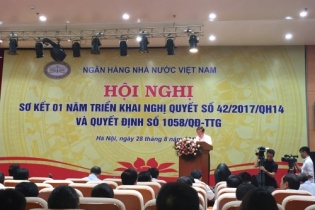 NGÂN HÀNG NHÀ NƯỚC VIỆT NAM
HỘI NGHỊ
SƠ KẾT 01 NĂM TRIỂN KHAI NGHỊ QUYẾT SỐ 42/2017/QH14
VÀ QUYẾT ĐỊNH SỐ 1058/QĐ-TTG
Hà Nội, ngày 28 tháng 8 năm